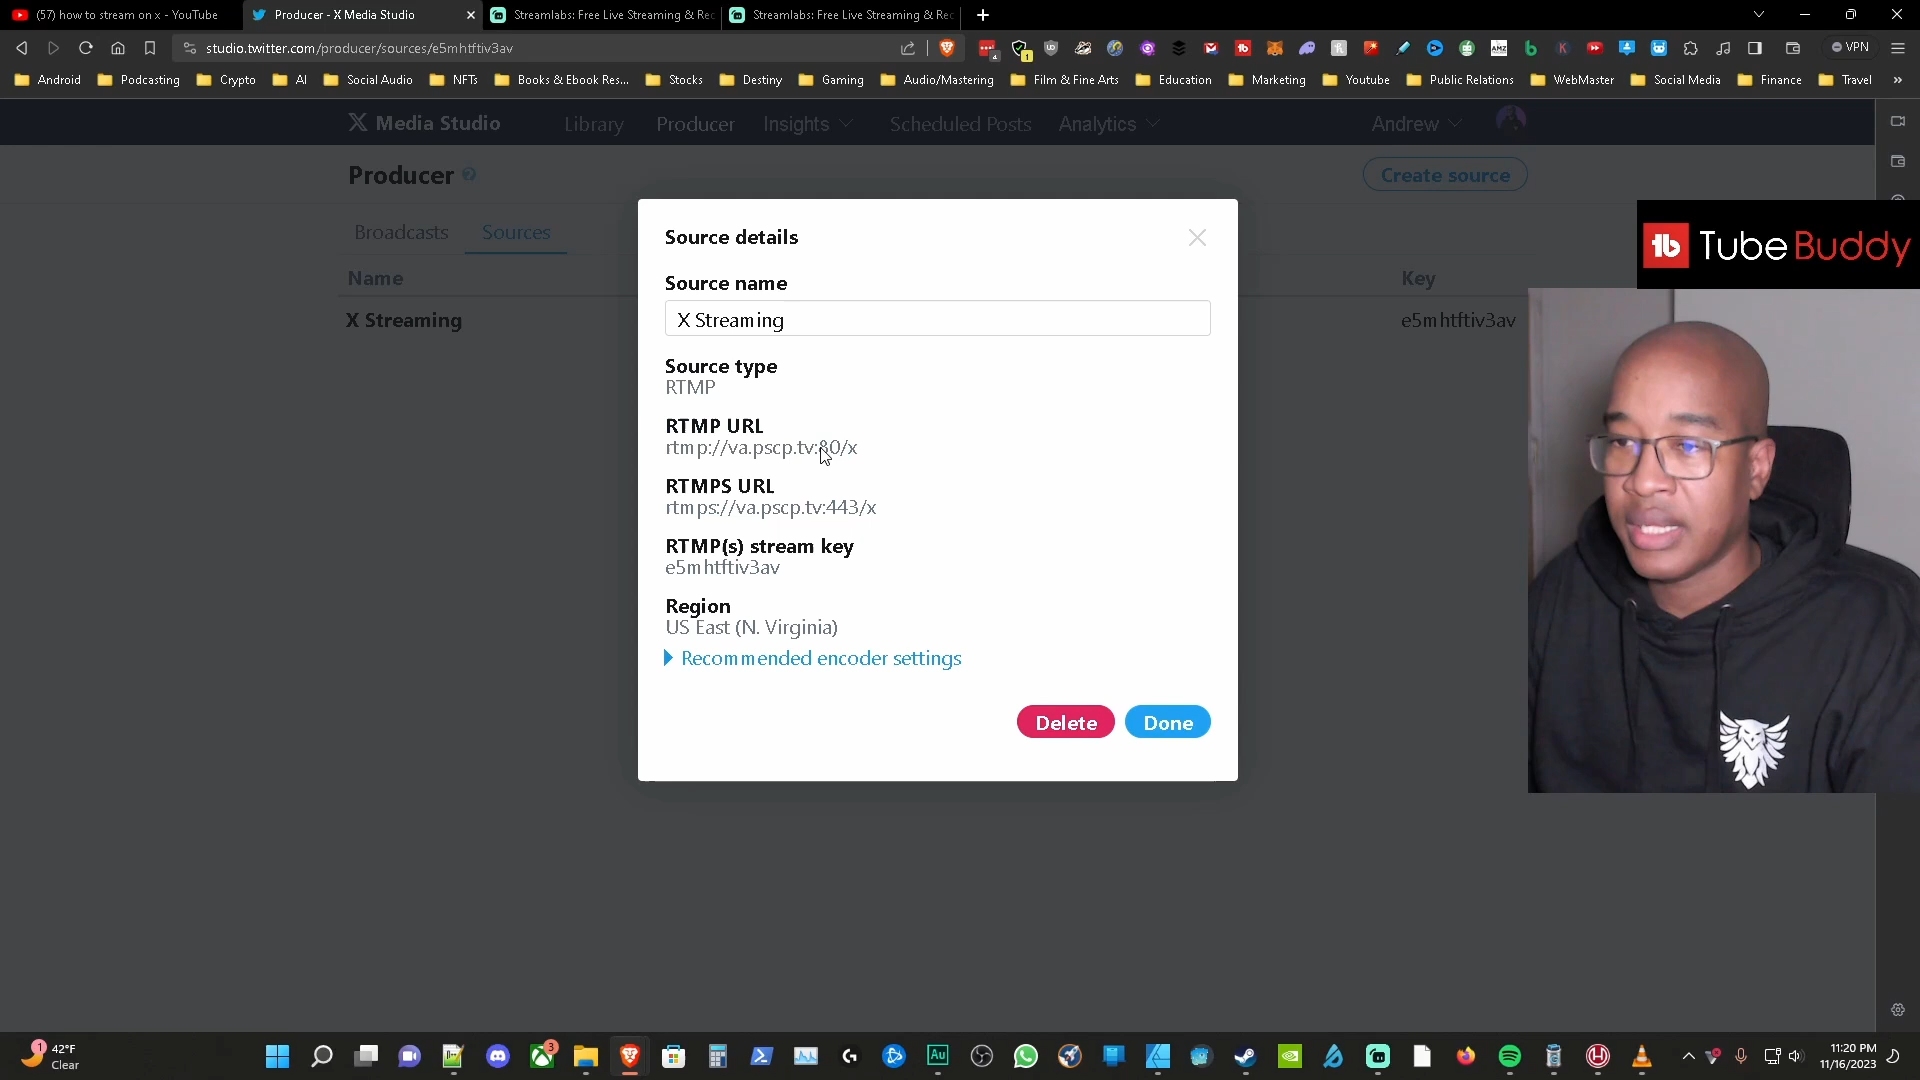 (57) how to stream on x - YouTube
Producer - X Media Studio
Streamlabs: Free Live Streaming & Rec
Streamlabs: Free Live Streaming & Rec
studio.twitter.com/producer/sources/e5mhtftiv3av
VPN
Android
Podcasting
Crypto
AI
Social Audio
NFTs
Books & Ebook Res...
Stocks
Destiny
Gaming
Audio/Mastering
Film & Fine Arts
Education
Marketing
Youtube
Public Relations
WebMaster
Social Media
Finance
Travel
X Media Studio
Library
Producer
Insights
Scheduled Posts
Analytics
Andrew
Producer
Create source
Broadcasts
Sources
Name
Key
X Streaming
e5mhtftiv3av
Source details
Source name
X Streaming
Source type
RTMP
RTMP URL
rtmp://va.pscp.tv:80/x
RTMPS URL
rtmps://va.pscp.tv:443/x
RTMP(s) stream key
e5mhtftiv3av
Region
US East (N. Virginia)
Recommended encoder settings
Delete
Done
TubeBuddy
42°F
Clear
11:20 PM
11/16/2023